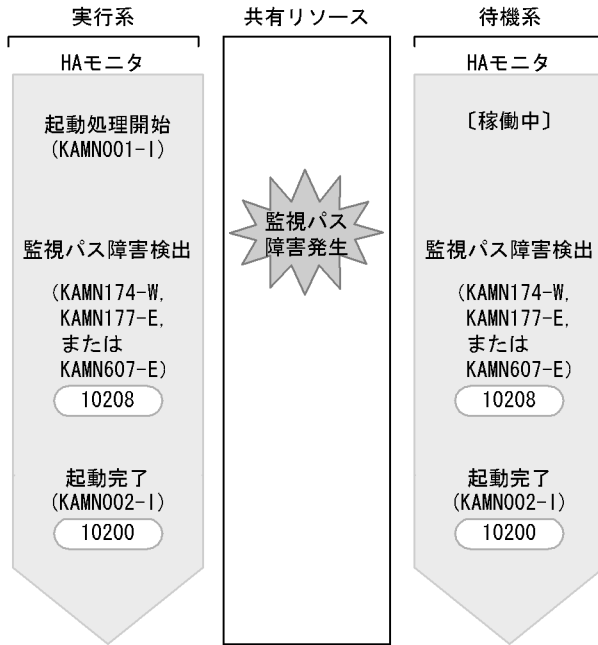 実行系
HAモニタ
起動処理開始
(KAMN001-I)
監視パス障害検出
(KAMN174-W,
KAMN177-E,
または
KAMN607-E)
10208
起動完了
(KAMN002-I)
10200
共有リソース
監視パス
障害発生
待機系
HAモニタ
〔稼働中〕
監視パス障害検出
(KAMN174-W,
KAMN177-E,
または
KAMN607-E)
10208
起動完了
(KAMN002-I)
10200